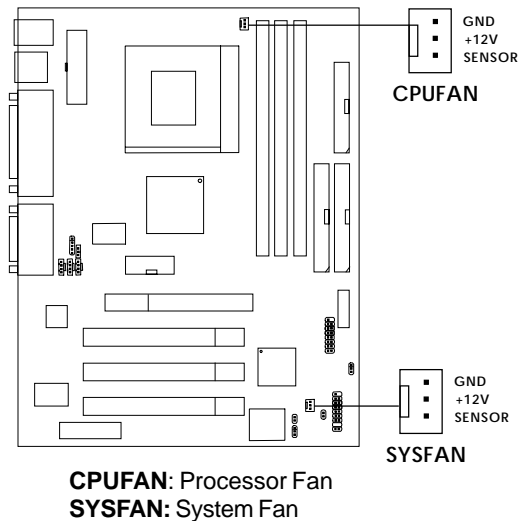 GND
+12V
SENSOR
CPUFAN
GND
+12V
SENSOR
SYSFAN
CPUFAN: Processor Fan
SYSFAN: System Fan